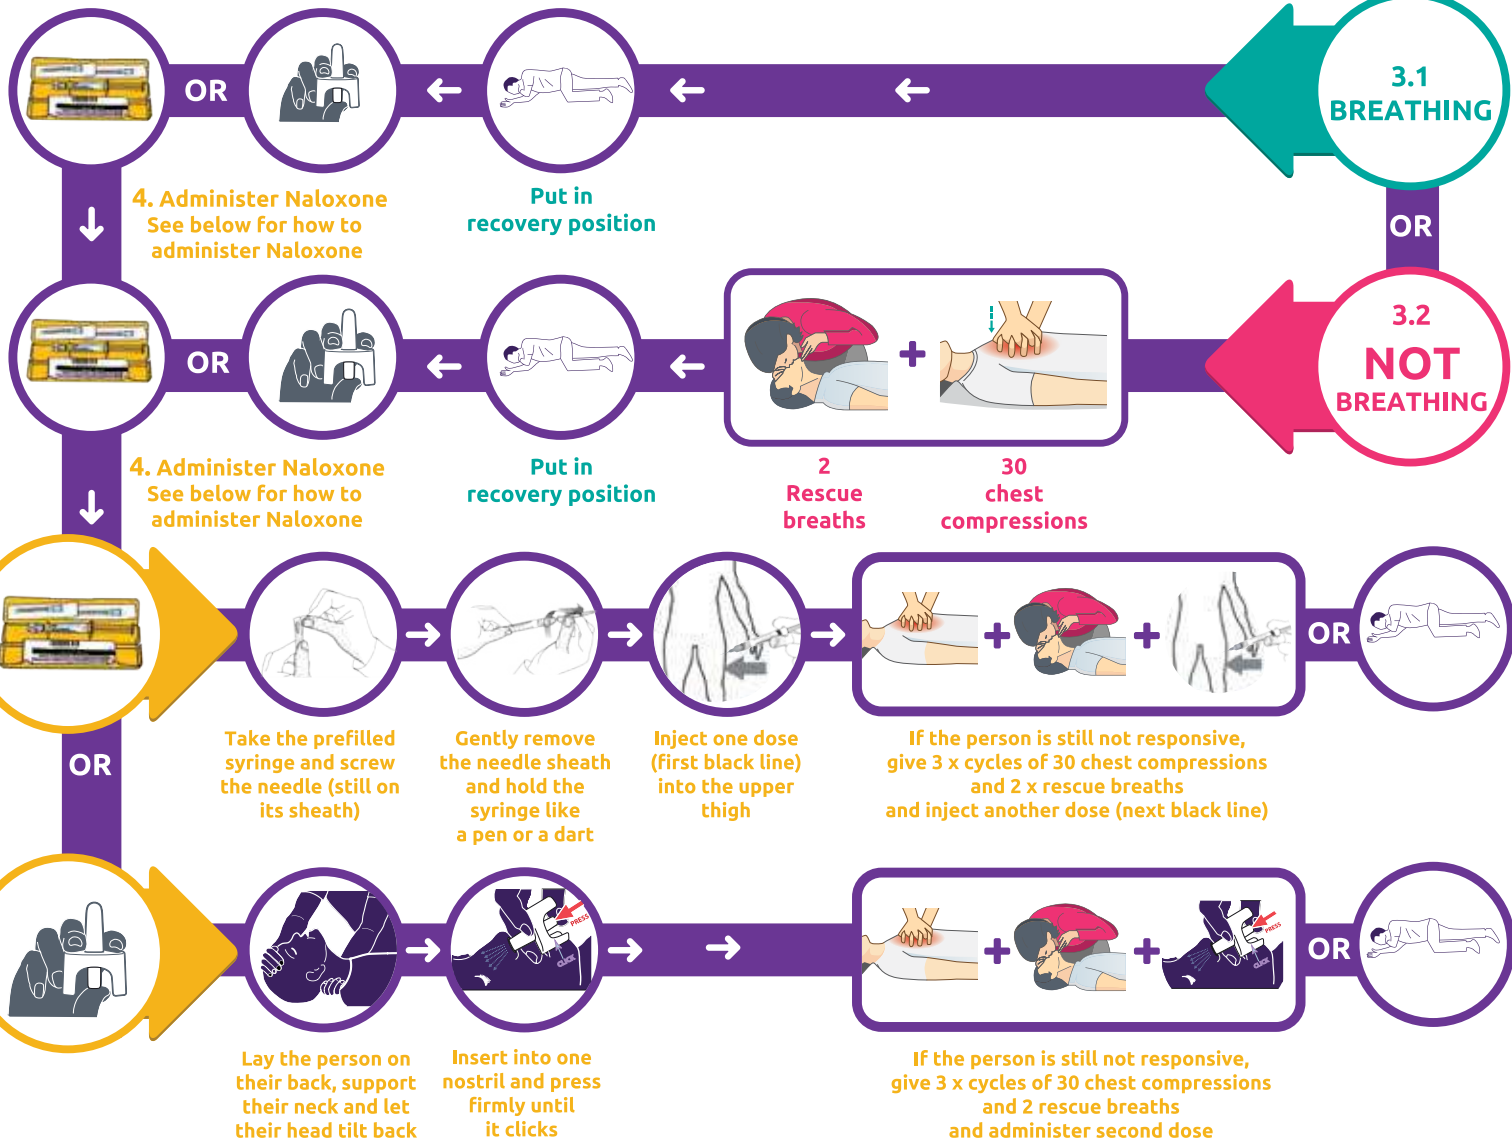 OR
3.1
BREATHING
4. Administer Naloxone
See below for how to
administer Naloxone
Put in
recovery position
OR
OR
3.2
NOT
BREATHING
4. Administer Naloxone
See below for how to
administer Naloxone
Put in
recovery position
2
Rescue
breaths
30
chest
compressions
OR
Take the prefilled
syringe and screw
the needle (still on
its sheath)
Gently remove
the needle sheath
and hold the
syringe like
a pen or a dart
Inject one dose
(first black line)
into the upper
thigh
If the person is still not responsive,
give 3 x cycles of 30 chest compressions
and 2 x rescue breaths
and inject another dose (next black line)
OR
PRESS
CLICK
PRESS
CLICK
OR
Lay the person on
their back, support
their neck and let
their head tilt back
Insert into one
nostril and press
firmly until
it clicks
If the person is still not responsive,
give 3 x cycles of 30 chest compressions
and 2 rescue breaths
and administer second dose